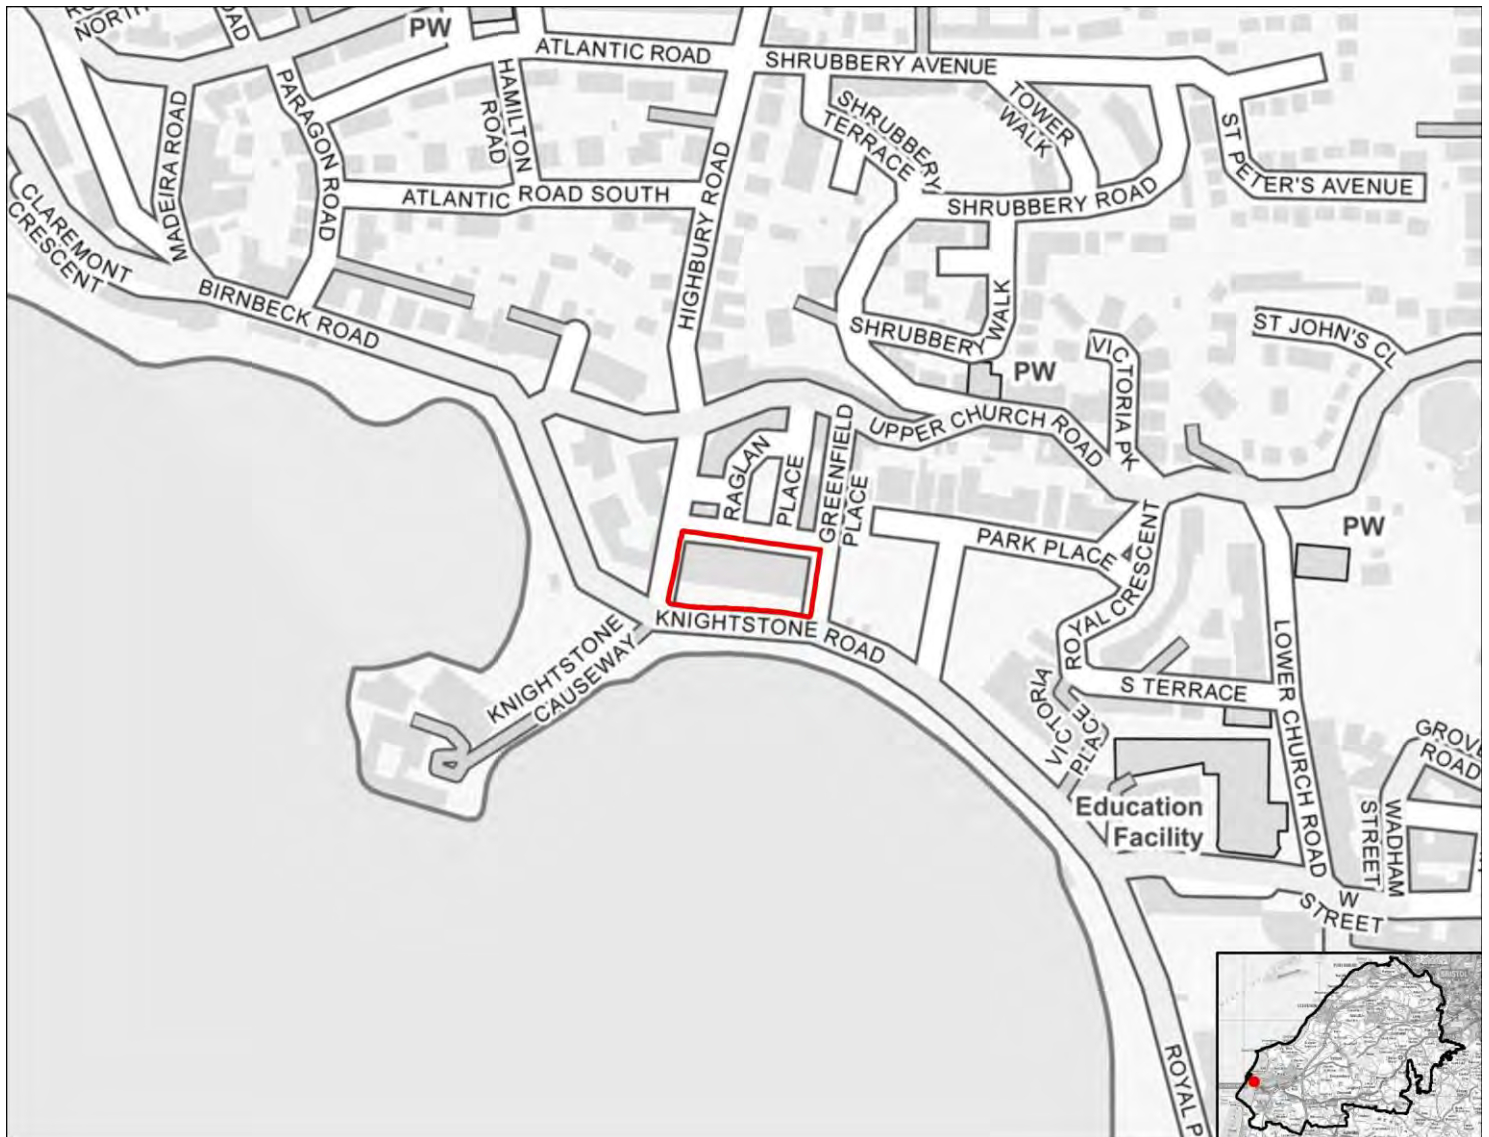 NORTH
ROAD
PW
ATLANTIC ROAD
SHRUBBERY AVENUE
PARAGON ROAD
HAMILTON
ROAD
MADEIRA ROAD
SHRUBBERY
TERRACE
TOWER
WALK
ST PETER'S AVENUE
ATLANTIC ROAD SOUTH
HIGHBURY ROAD
SHRUBBERY ROAD
CLAREMONT
CRESCENT
BIRNBECK ROAD
SHRUBBERY
WALK
ST JOHN'S CL
VICTORIA PK
PW
UPPER CHURCH ROAD
RAGLAN
PLACE
GREENFIELD
PLACE
PARK PLACE
PW
ROYAL CRESCENT
KNIGHTSTONE ROAD
KNIGHTSTONE
CAUSEWAY
LOWER CHURCH ROAD
S TERRACE
VICTORIA
PLACE
GROVE
ROAD
WADHAM
STREET
Education
Facility
W
STREET
ROYAL P
BRISTOL